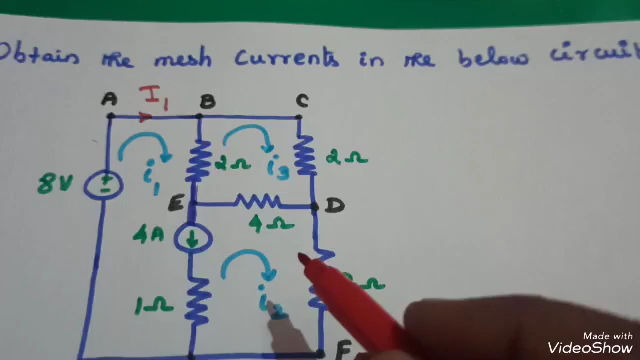 Obtain the mesh currents in the below circuit
A I₁ B C
i₁ 2Ω i₃ 2Ω
8V + −
E D
4A 4Ω
1Ω i₂
F
Made with
VideoShow